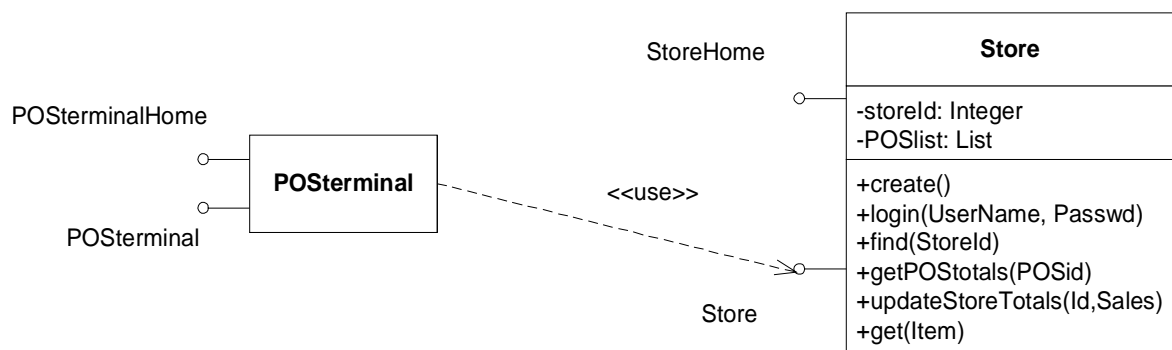 POSterminalHome
POSterminal
POSterminal
<<use>>
StoreHome
Store
Store
-storeId: Integer
-POSlist: List
+create()
+login(UserName, Passwd)
+find(StoreId)
+getPOStotals(POSid)
+updateStoreTotals(Id,Sales)
+get(Item)